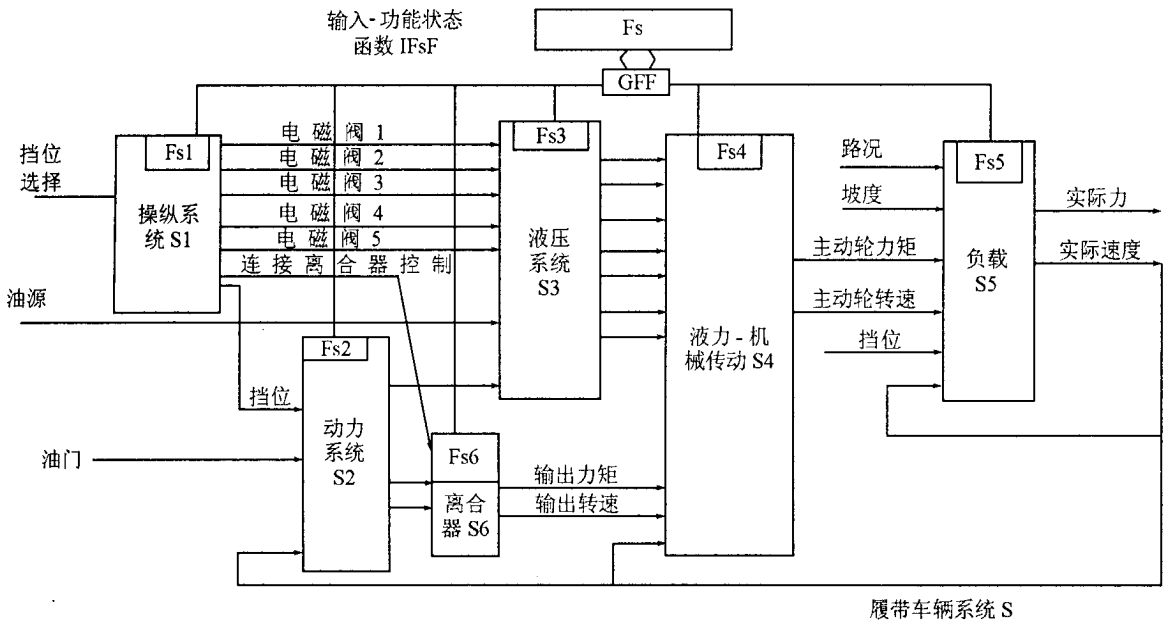 输入-功能状态
函数 IFsF
Fs
GFF
挡位
选择
Fs1
操纵系
统 S1
电 磁 阀 1
电 磁 阀 2
电 磁 阀 3
电 磁 阀 4
电 磁 阀 5
连 接 离 合 器 控 制
油源
Fs2
动力
系统
S2
挡位
油门
Fs3
液压
系统
S3
Fs6
离合
器 S6
输出力矩
输出转速
Fs4
液力-机
械传动 S4
主动轮力矩
主动轮转速
路况
坡度
挡位
Fs5
负载
S5
实际力
实际速度
履带车辆系统 S